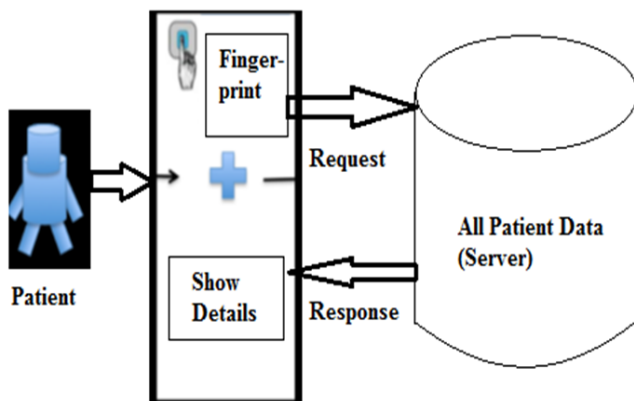 Finger-
print
Request
All Patient Data
(Server)
Patient
Show
Details
Response